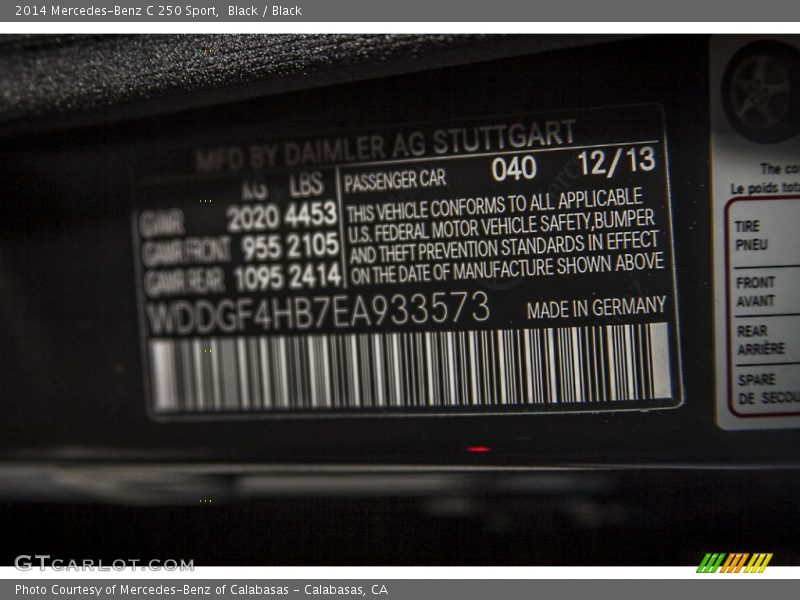 2014 Mercedes-Benz C 250 Sport,  Black / Black
MFD BY DAIMLER AG STUTTGART
KG LBS PASSENGER CAR 040 12/13
GAWR 2020 4453 THIS VEHICLE CONFORMS TO ALL APPLICABLE
U.S. FEDERAL MOTOR VEHICLE SAFETY,BUMPER
GAWR FRONT 955 2105 AND THEFT PREVENTION STANDARDS IN EFFECT
GAWR REAR 1095 2414 ON THE DATE OF MANUFACTURE SHOWN ABOVE
WDDGF4HB7EA933573 MADE IN GERMANY
The co
Le poids tota
TIRE
PNEU
FRONT
AVANT
REAR
ARRIÈRE
SPARE
DE SECOU
GTCARLOT.COM
Photo Courtesy of Mercedes-Benz of Calabasas - Calabasas, CA